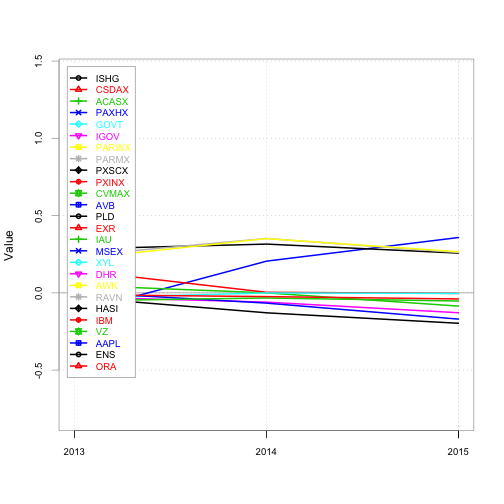 1.5
1.0
0.5
0.0
-0.5
Value
ISHG
CSDAX
ACASX
PAXHX
GOVT
IGOV
PARWX
PARMX
PXSCX
PXINX
CVMAX
AVB
PLD
EXR
IAU
MSEX
XYL
DHR
AWK
RAVN
HASI
IBM
VZ
AAPL
ENS
ORA
2013 2014 2015